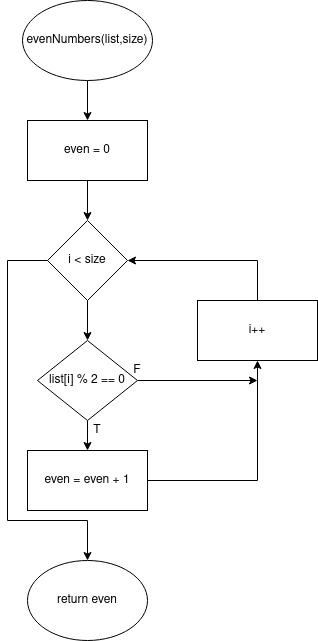 evenNumbers(list,size)
even = 0
i < size
i++
list[i] % 2 == 0
F
T
even = even + 1
return even